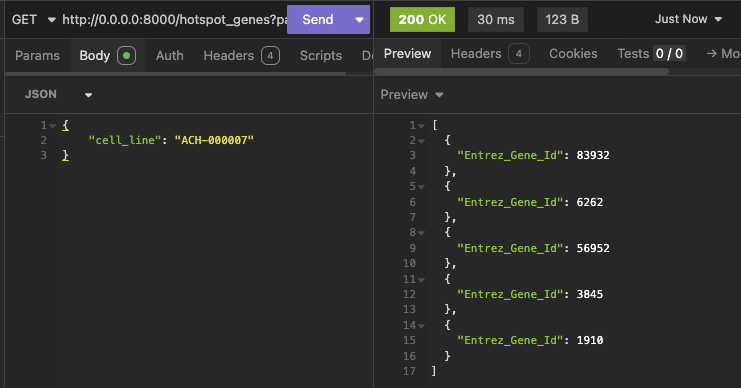 GET http://0.0.0.0:8000/hotspot_genes?pa Send
200 OK 30 ms 123 B Just Now
Params Body Auth Headers 4 Scripts
Preview Headers 4 Cookies Tests 0 / 0 → Mo
JSON
Preview
1 {
2 "cell_line": "ACH-000007"
3 }
1 [
2 {
3 "Entrez_Gene_Id": 83932
4 },
5 {
6 "Entrez_Gene_Id": 6262
7 },
8 {
9 "Entrez_Gene_Id": 56952
10 },
11 {
12 "Entrez_Gene_Id": 3845
13 },
14 {
15 "Entrez_Gene_Id": 1910
16 }
17 ]